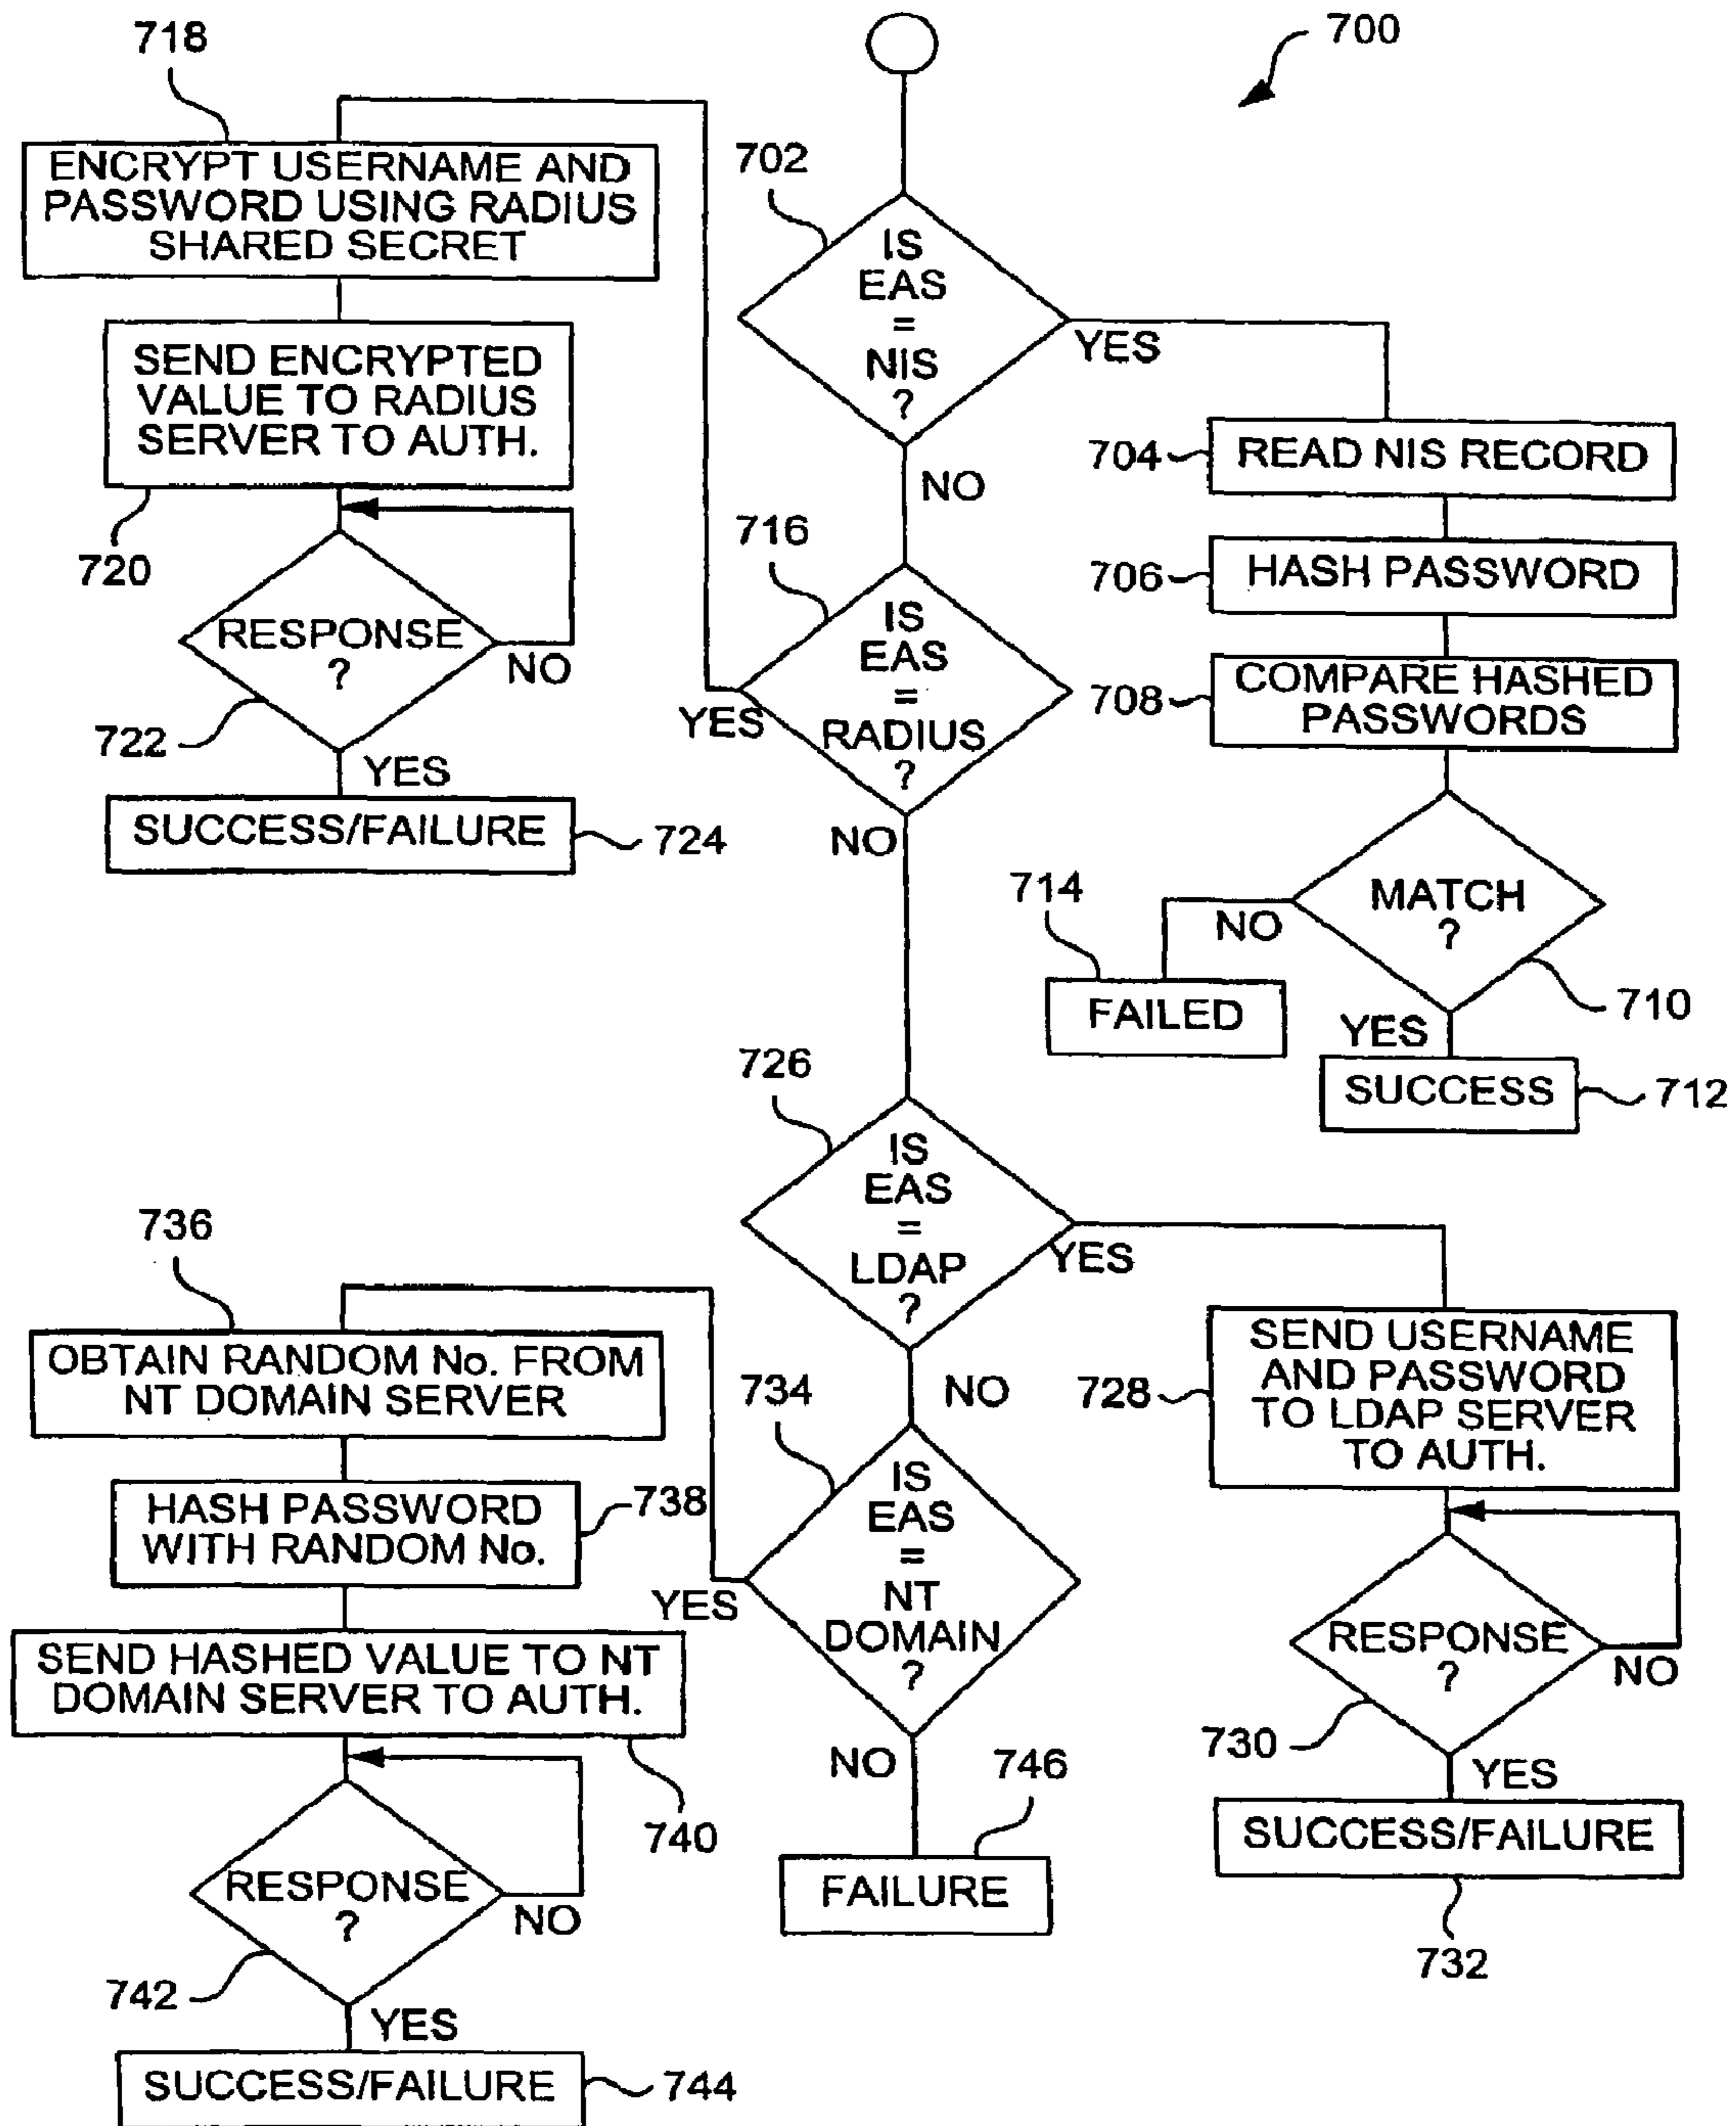 700
718
ENCRYPT USERNAME AND
PASSWORD USING RADIUS
SHARED SECRET
SEND ENCRYPTED
VALUE TO RADIUS
SERVER TO AUTH.
720
RESPONSE
?
NO
722
YES
SUCCESS/FAILURE
724
702
IS
EAS
=
NIS
?
YES
NO
704
READ NIS RECORD
706
HASH PASSWORD
708
COMPARE HASHED
PASSWORDS
MATCH
?
710
NO
714
FAILED
YES
SUCCESS
712
716
IS
EAS
=
RADIUS
?
YES
NO
726
IS
EAS
=
LDAP
?
YES
NO
728
SEND USERNAME
AND PASSWORD
TO LDAP SERVER
TO AUTH.
RESPONSE
?
NO
730
YES
SUCCESS/FAILURE
732
734
IS
EAS
=
NT
DOMAIN
?
YES
NO
746
FAILURE
736
OBTAIN RANDOM No. FROM
NT DOMAIN SERVER
HASH PASSWORD
WITH RANDOM No.
738
SEND HASHED VALUE TO NT
DOMAIN SERVER TO AUTH.
740
RESPONSE
?
NO
742
YES
SUCCESS/FAILURE
744